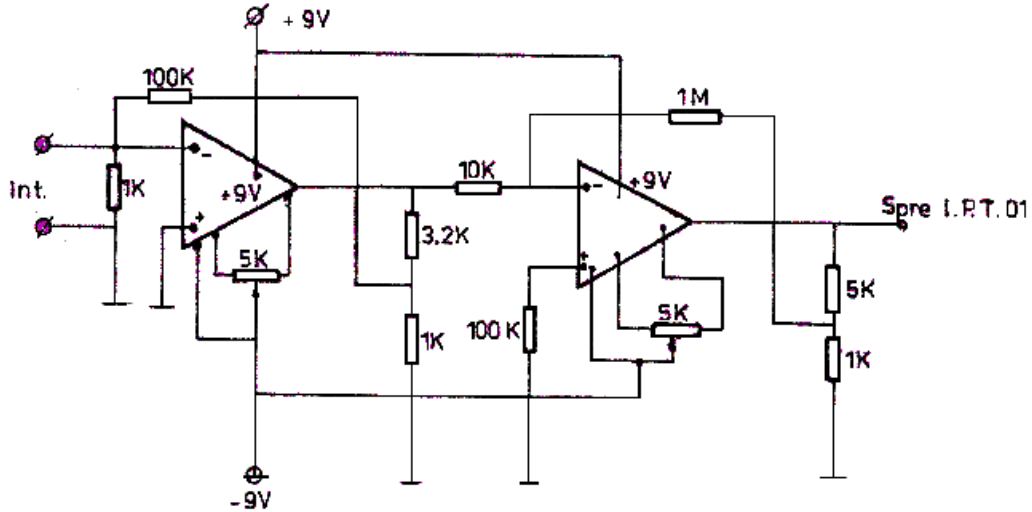 + 9V
100K
1M
-
Int.
1K
+9V
+
10K
-
+9V
Spre I.P.T. 01
3,2K
5K
+
5K
100K
1K
5K
1K
-9V